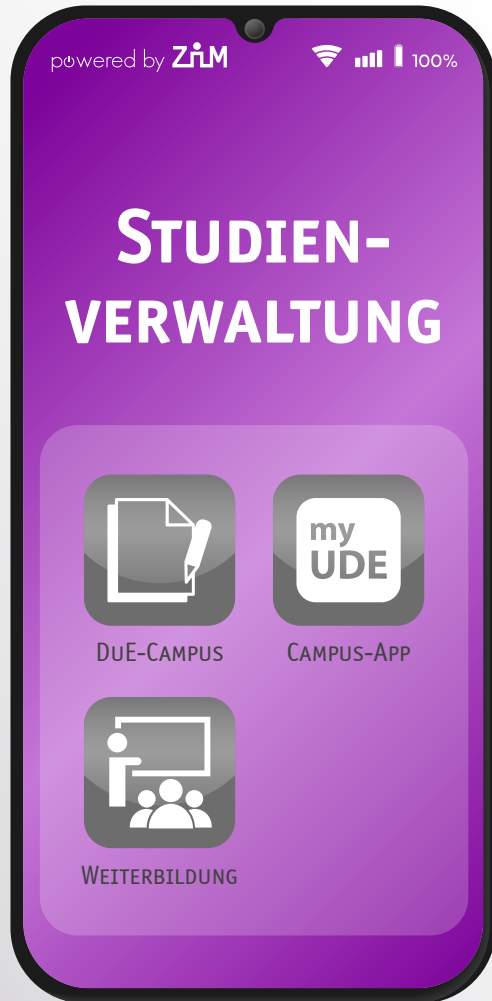 powered by ZIM 100%
STUDIEN-
VERWALTUNG
my
UDE
DUE-CAMPUS CAMPUS-APP
WEITERBILDUNG